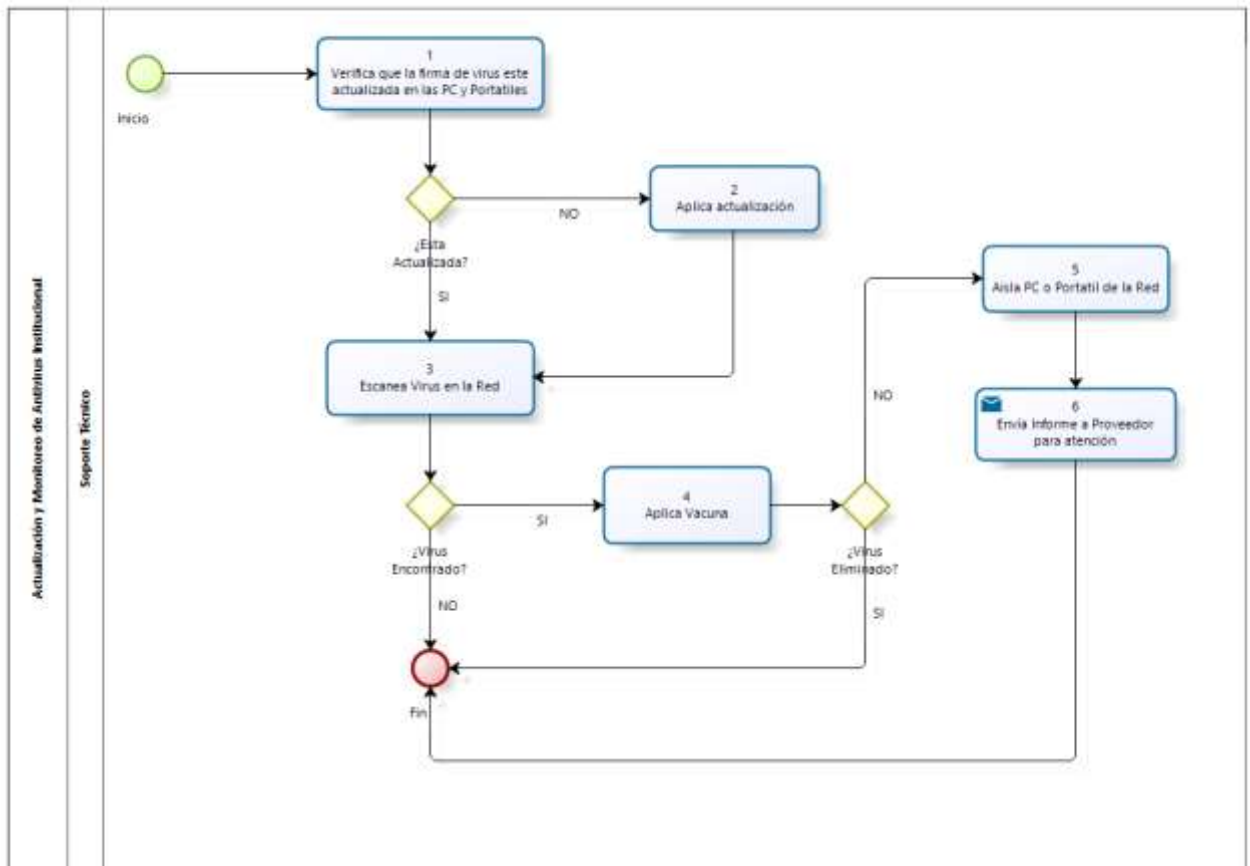 Actualización y Monitoreo de Antivirus Institucional
Soporte Técnico
Inicio
1
Verifica que la firma de virus este
actualizada en las PC y Portatiles
¿Esta
Actualizada?
NO
2
Aplica actualización
SI
3
Escanea Virus en la Red
¿Virus
Encontrado?
SI
4
Aplica Vacuna
¿Virus
Eliminado?
NO
5
Aisla PC o Portatil de la Red
6
Envía Informe a Proveedor
para atención
NO
SI
Fin